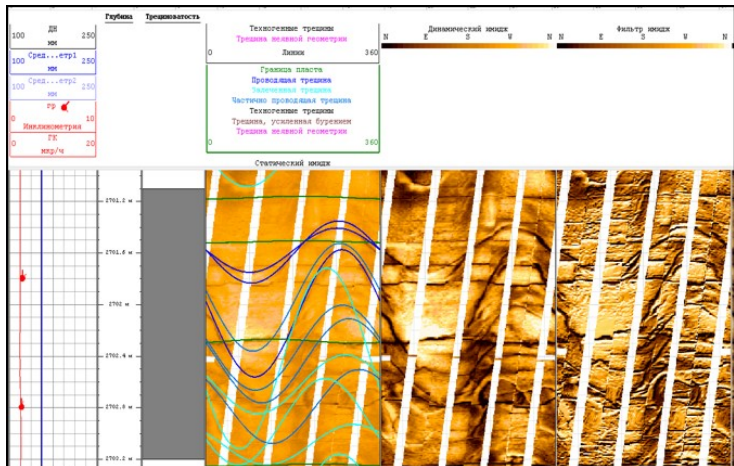 Глубина
Трещиноватость
ДН
100
250
мм
100 Сред...етр1 250
мм
Сред...етр2
100
250
мм
гр
0
10
Инклинометрия
ГК
0
20
мкр/ч
Техногенные трещины
Трещина неявной геометрии
0
360
Линии
Граница пласта
Проводящая трещина
Залеченная трещина
Частично проводящая трещина
Техногенные трещины
Трещина, усиленная бурением
Трещина неявной геометрии
0
360
Статический имидж
Динамический имидж
N E S W N
Фильтр имидж
N E S W N
2701.2 м
2701.6 м
2702 м
2702.4 м
2702.8 м
2703.2 м